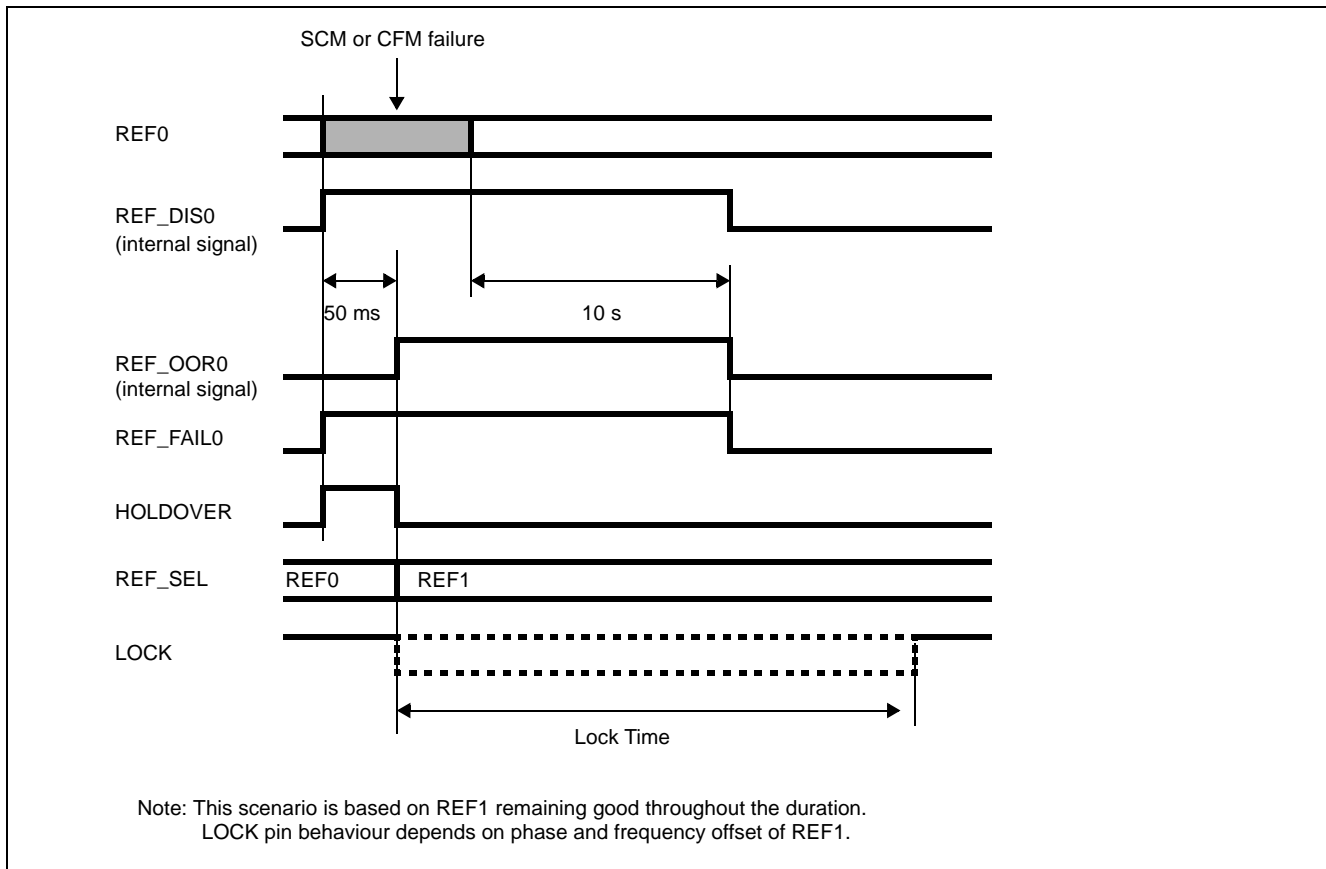 SCM or CFM failure
REF0
REF_DIS0
(internal signal)
50 ms
10 s
REF_OOR0
(internal signal)
REF_FAIL0
HOLDOVER
REF_SEL
REF0
REF1
LOCK
Lock Time
Note: This scenario is based on REF1 remaining good throughout the duration.
LOCK pin behaviour depends on phase and frequency offset of REF1.